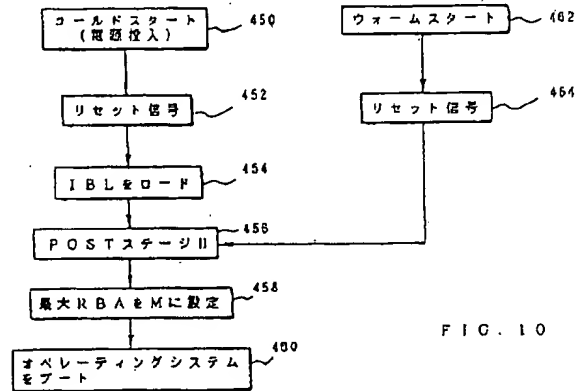 コールドスタート
(電源投入)
450
ウォームスタート
462
リセット信号
452
リセット信号
464
IBLをロード
454
POSTステージII
456
最大RBAをMに設定
458
オペレーティングシステム
をブート
460
FIG. 10